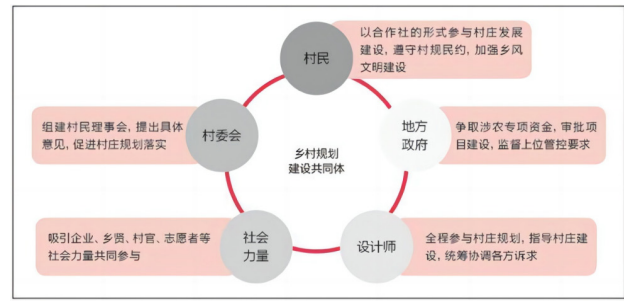 村民
以合作社的形式参与村庄发展
建设，遵守村规民约，加强乡风
文明建设
村委会
组建村民理事会，提出具体
意见，促进村庄规划落实
地方
政府
争取涉农专项资金，审批项
目建设，监督上位管控要求
乡村规划
建设共同体
社会
力量
吸引企业、乡贤、村官、志愿者等
社会力量共同参与
设计师
全程参与村庄规划，指导村庄建
设，统筹协调各方诉求